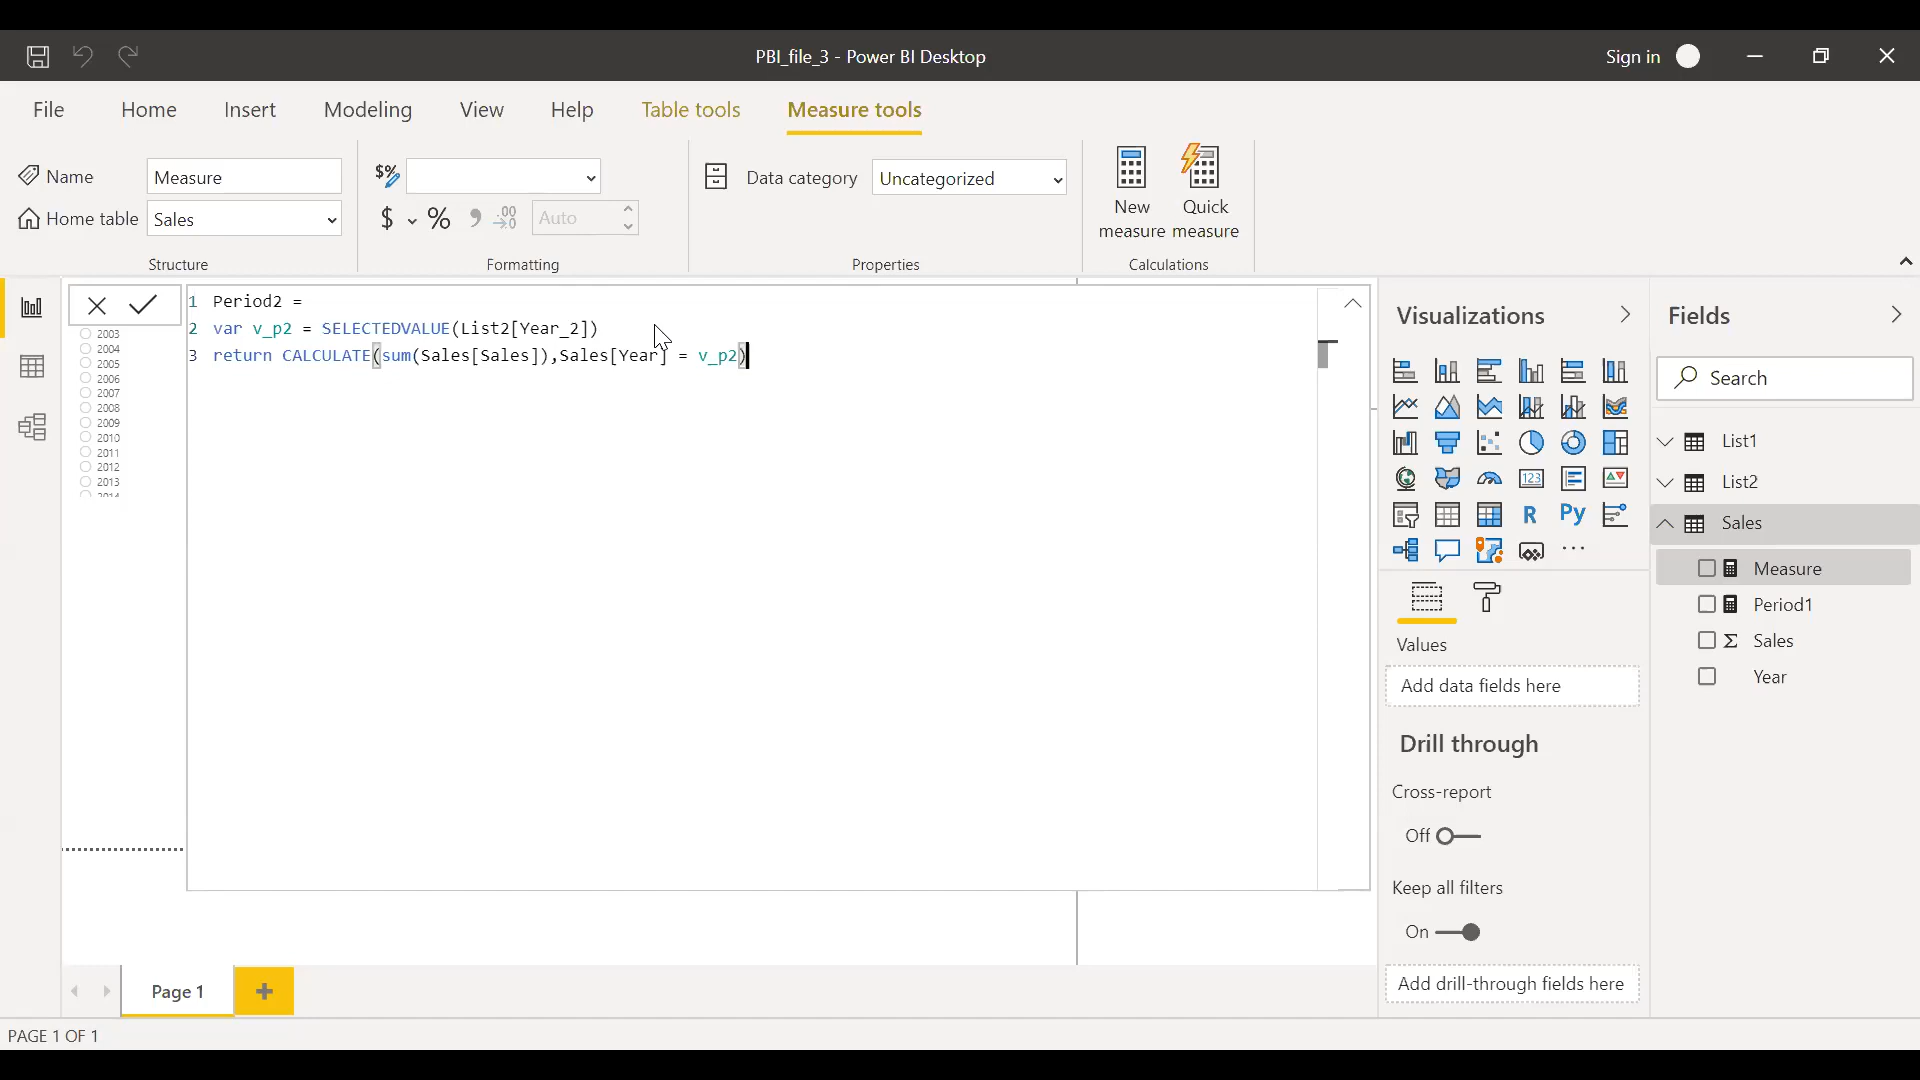 PBI_file_3 - Power BI Desktop
Sign in
File Home Insert Modeling View Help Table tools Measure tools
Name Measure
Home table Sales
Structure
$%
$ % 9 .00 Auto
Formatting
Data category Uncategorized
Properties
New measure
Quick measure
Calculations
2003
2004
2005
2006
2007
2008
2009
2010
2011
2012
2013
2014
1 Period2 =
2 var v_p2 = SELECTEDVALUE(List2[Year_2])
3 return CALCULATE(sum(Sales[Sales]),Sales[Year] = v_p2)
Visualizations
123
R Py
Values
Add data fields here
Drill through
Cross-report
Off
Keep all filters
On
Add drill-through fields here
Fields
Search
List1
List2
Sales
Measure
Period1
Σ Sales
Year
Page 1
PAGE 1 OF 1